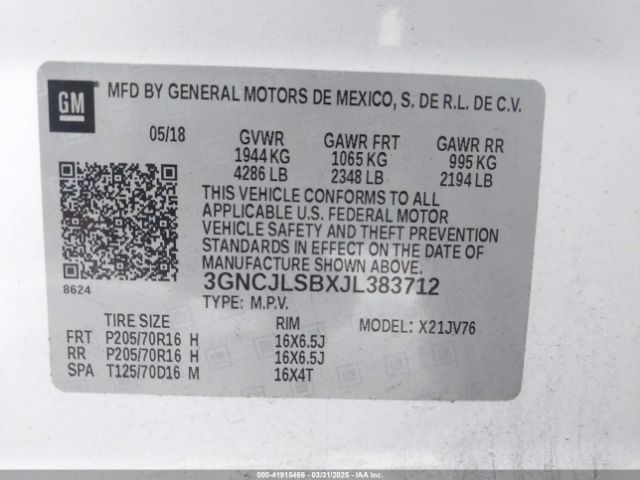 GM
MFD BY GENERAL MOTORS DE MEXICO, S. DE R.L. DE C.V.
05/18 GVWR GAWR FRT GAWR RR
1944 KG 1065 KG 995 KG
4286 LB 2348 LB 2194 LB
THIS VEHICLE CONFORMS TO ALL
APPLICABLE U.S. FEDERAL MOTOR
VEHICLE SAFETY AND THEFT PREVENTION
STANDARDS IN EFFECT ON THE DATE OF
MANUFACTURE SHOWN ABOVE.
8624 3GNCJLSBXJL383712
TYPE: M.P.V.
TIRE SIZE RIM MODEL: X21JV76
FRT P205/70R16 H 16X6.5J
RR P205/70R16 H 16X6.5J
SPA T125/70D16 M 16X4T
000-41915466 - 03/31/2025 - #COPART#